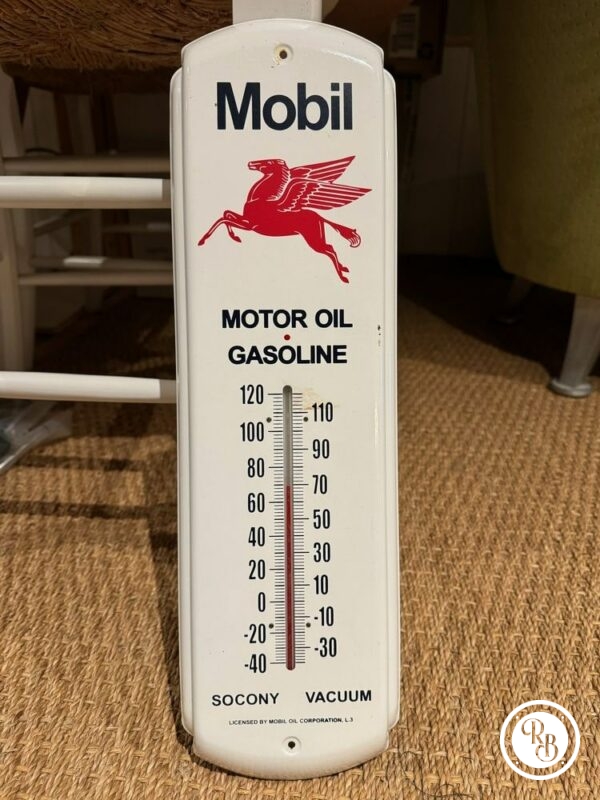 Mobil
MOTOR OIL
GASOLINE
120
110
100
90
80
70
60
50
40
30
20
10
0
-10
-20
-30
-40
SOCONY VACUUM
LICENSED BY MOBIL OIL CORPORATION, L.3
RB